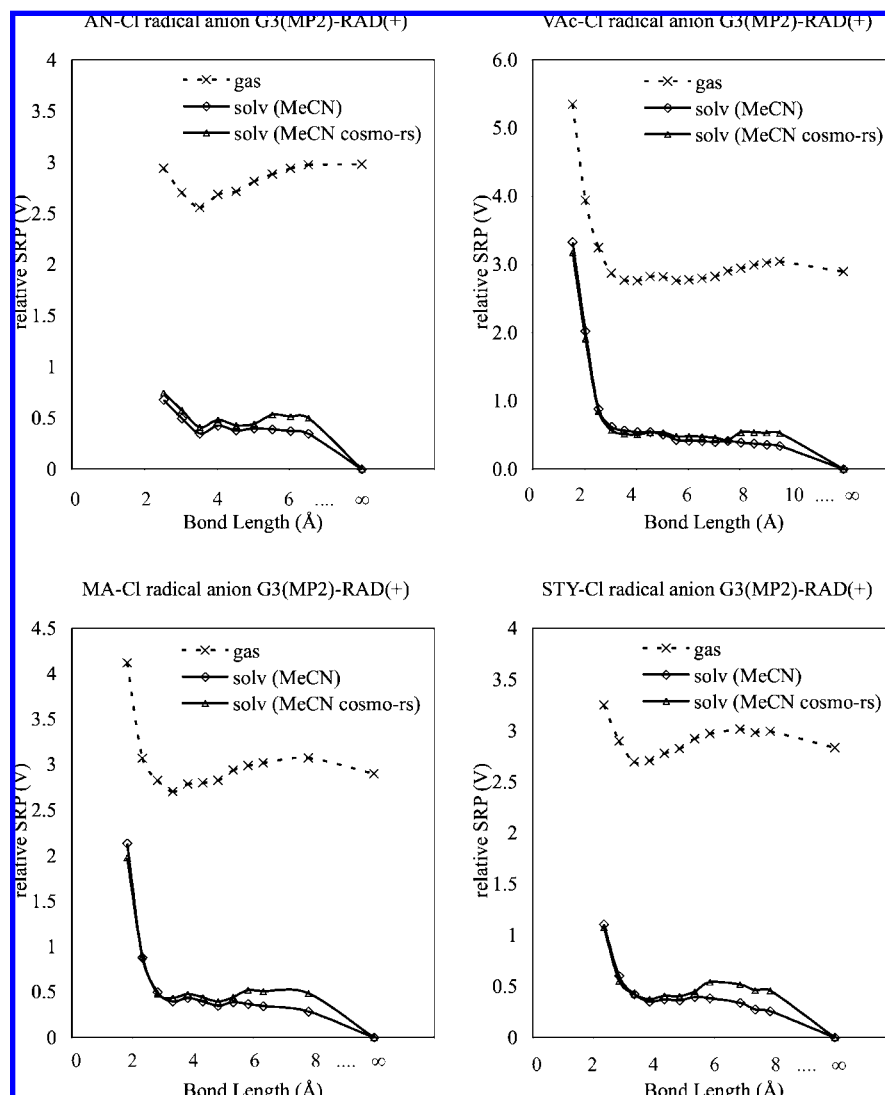 AN-Cl radical anion G3(MP2)-RAD(+)
4
3.5
3
2.5
2
1.5
1
0.5
0
relative SRP (V)
gas
solv (MeCN)
solv (MeCN cosmo-rs)
0 2 4 6 .... ∞
Bond Length (Å)
VAc-Cl radical anion G3(MP2)-RAD(+)
6.0
5.0
4.0
3.0
2.0
1.0
0.0
relative SRP (V)
gas
solv (MeCN)
solv (MeCN cosmo-rs)
0 2 4 6 8 10 .... ∞
Bond Length (Å)
MA-Cl radical anion G3(MP2)-RAD(+)
4.5
4
3.5
3
2.5
2
1.5
1
0.5
0
relative SRP (V)
gas
solv (MeCN)
solv (MeCN cosmo-rs)
0 2 4 6 8 .... ∞
Bond Length (Å)
STY-Cl radical anion G3(MP2)-RAD(+)
4
3.5
3
2.5
2
1.5
1
0.5
0
relative SRP (V)
gas
solv (MeCN)
solv (MeCN cosmo-rs)
0 2 4 6 8 .... ∞
Bond Length (Å)